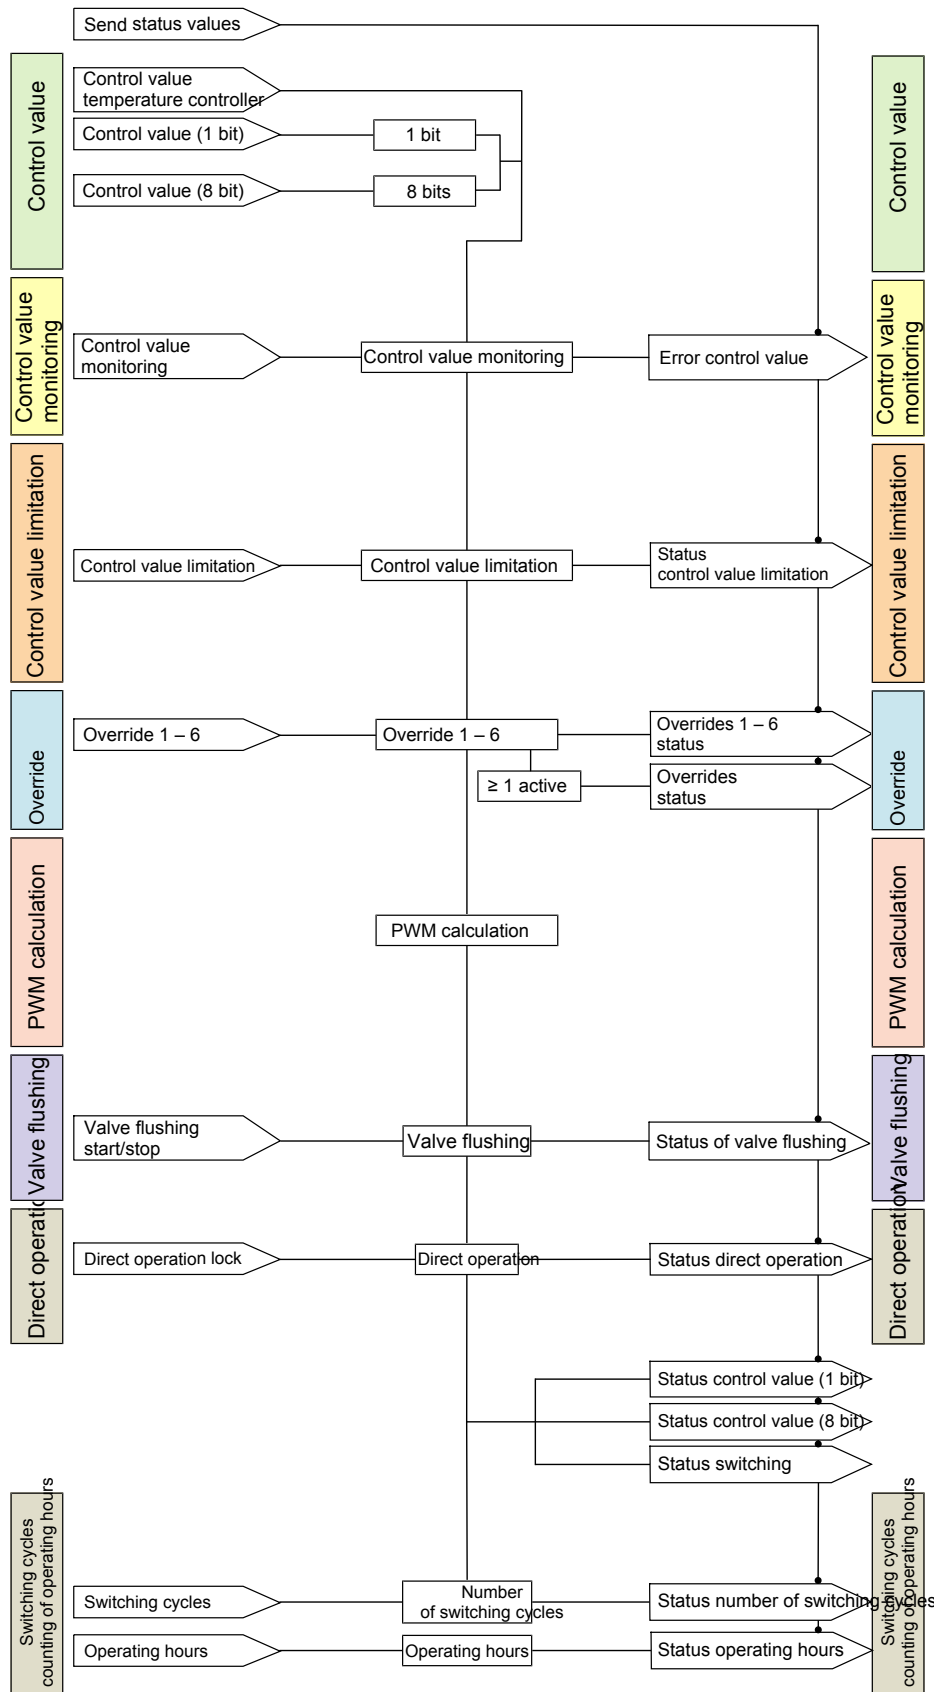 Send status values
Control value
Control value
temperature controller
Control value (1 bit)
1 bit
Control value (8 bit)
8 bits
Control value
Control value
monitoring
Control value
monitoring
Control value monitoring
Error control value
Control value
monitoring
Control value limitation
Control value limitation
Control value limitation
Status
control value limitation
Control value limitation
Override
Override 1 – 6
Override 1 – 6
Overrides 1 – 6
status
≥ 1 active
Overrides
status
Override
PWM calculation
PWM calculation
PWM calculation
Valve flushing
Valve flushing
start/stop
Valve flushing
Status of valve flushing
Valve flushing
Direct operation
Direct operation lock
Direct operation
Status direct operation
Direct operation
Status control value (1 bit)
Status control value (8 bit)
Status switching
Switching cycles
counting of operating hours
Switching cycles
Number
of switching cycles
Status number of switching cycles
Operating hours
Operating hours
Status operating hours
Switching cycles
counting of operating hours